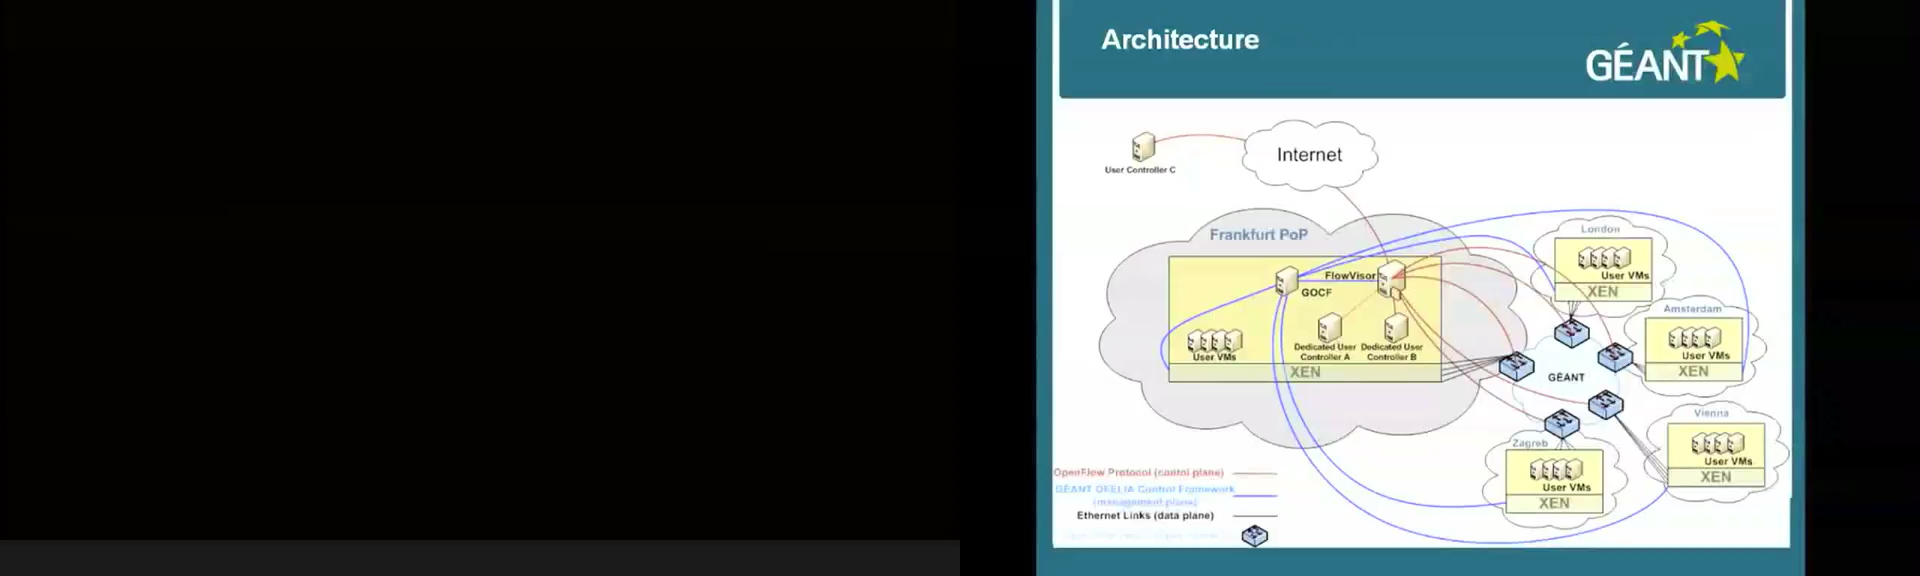 Architecture
GÉANT
User Controller C
Internet
Frankfurt PoP
FlowVisor
GOCF
User VMs
Dedicated User
Controller A
Dedicated User
Controller B
XEN
London
User VMs
XEN
Amsterdam
User VMs
XEN
GÉANT
Vienna
User VMs
XEN
Zagreb
User VMs
XEN
OpenFlow Protocol (control plane)
GÉANT OFELIA Control Framework
(management plane)
Ethernet Links (data plane)